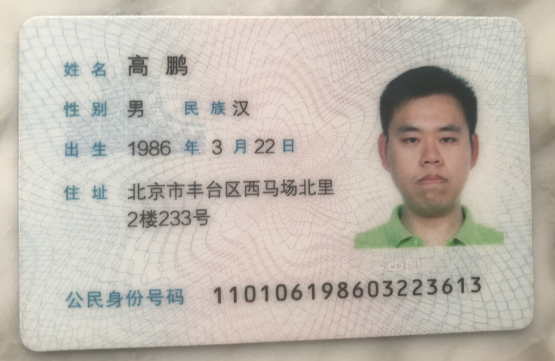 姓名 高鹏
性别 男 民族 汉
出生 1986 年 3 月 22 日
住址 北京市丰台区西马场北里
2楼233号
公民身份号码 110106198603223613